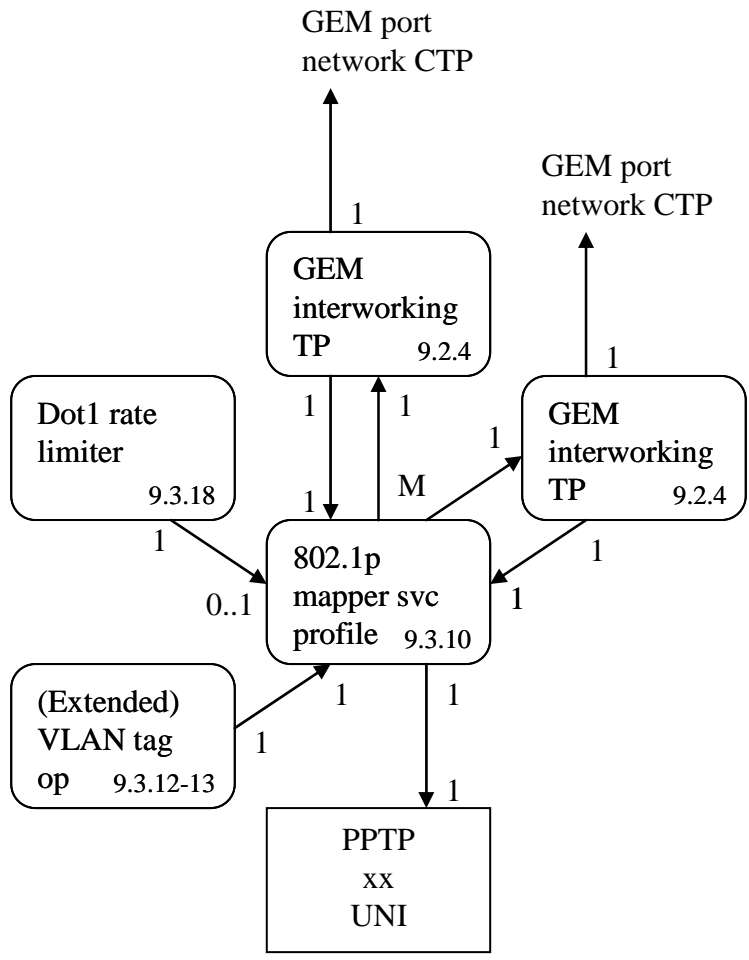 GEM port
network CTP
GEM port
network CTP
1
GEM
interworking
TP 9.2.4
1
1
1
GEM
interworking
TP 9.2.4
1
Dot1 rate
limiter
9.3.18
1
M
1
1
0..1
802.1p
mapper svc
profile 9.3.10
1
1
(Extended)
VLAN tag
op 9.3.12-13
1
1
1
1
PPTP
xx
UNI